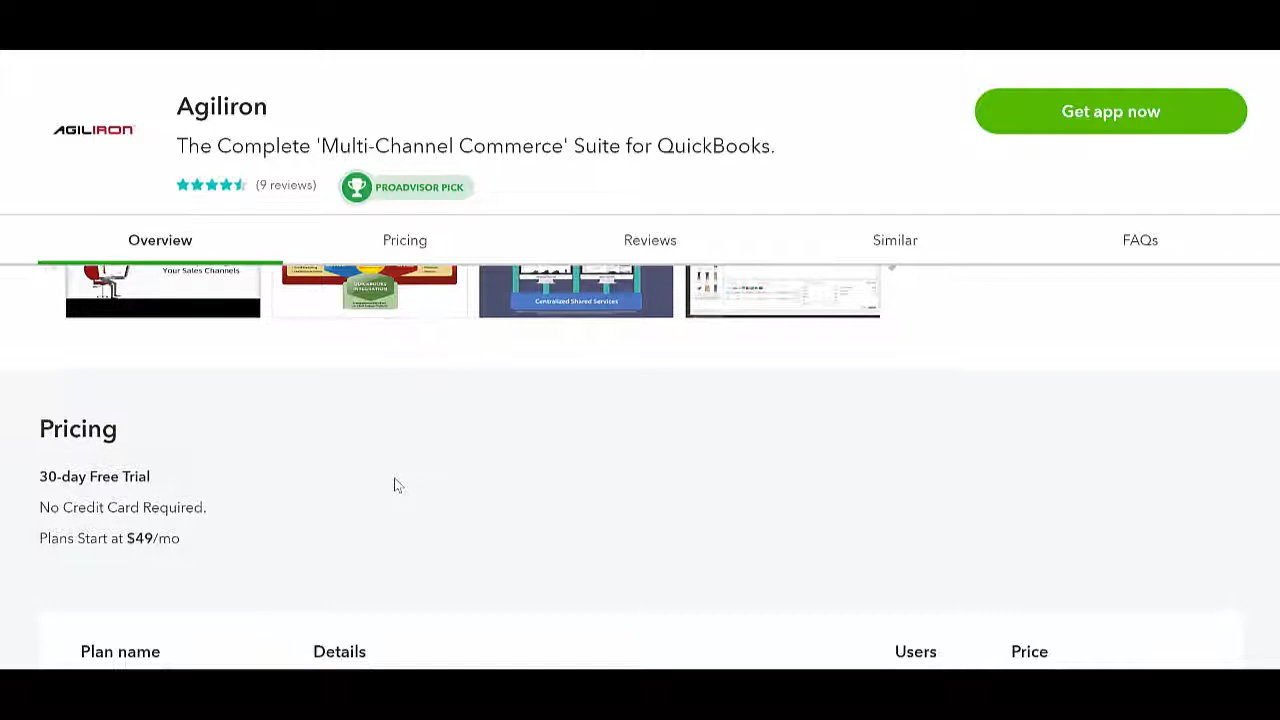 Agiliron
Get app now
AGILIRON
The Complete 'Multi-Channel Commerce' Suite for QuickBooks.
(9 reviews)
PROADVISOR PICK
Overview
Pricing
Reviews
Similar
FAQs
Your Sales Channels
QUICKBOOKS
INTEGRATION
Centralized Shared Services
Pricing
30-day Free Trial
No Credit Card Required.
Plans Start at $49/mo
Plan name
Details
Users
Price